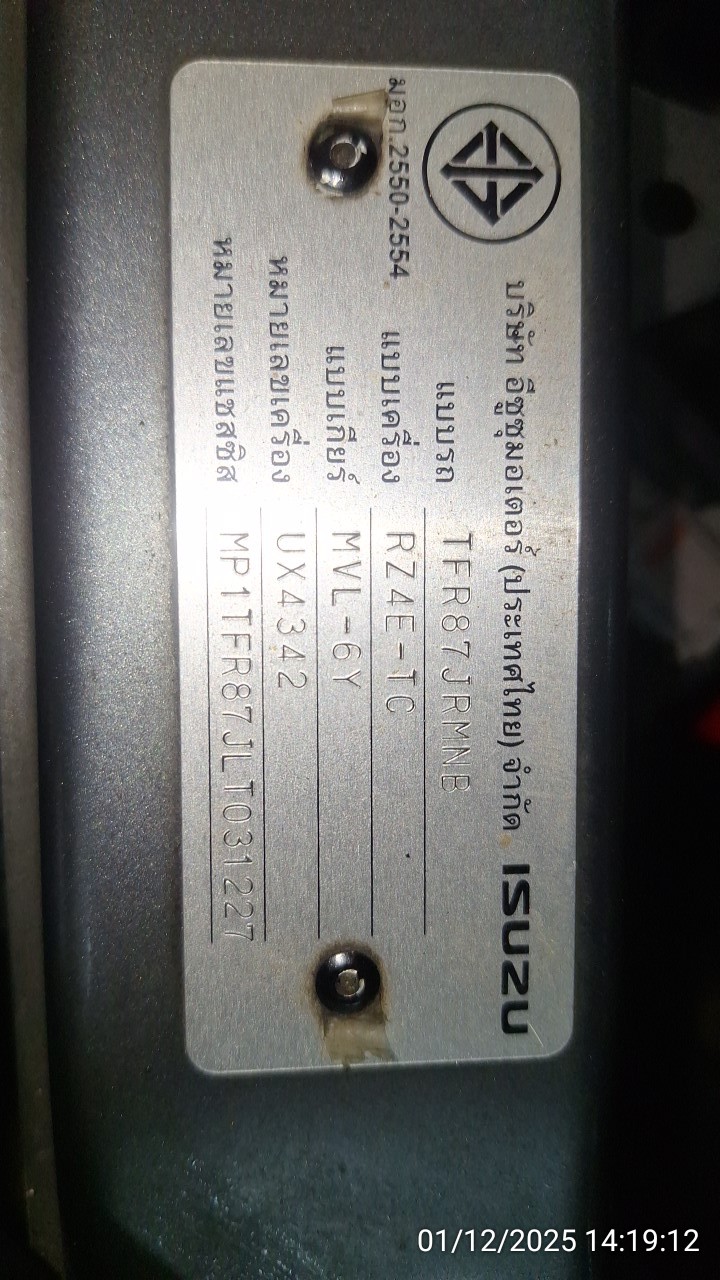 บริษัท อีซูซุมอเตอร์ (ประเทศไทย) จำกัด ISUZU
มอก.2550-2554
แบบรถ TFR87JRMNB
แบบเครื่อง RZ4E-TC
แบบเกียร์ MVL-6Y
หมายเลขเครื่อง UX4342
หมายเลขแชสซิส MP1TFR87JLT031227
01/12/2025 14:19:12